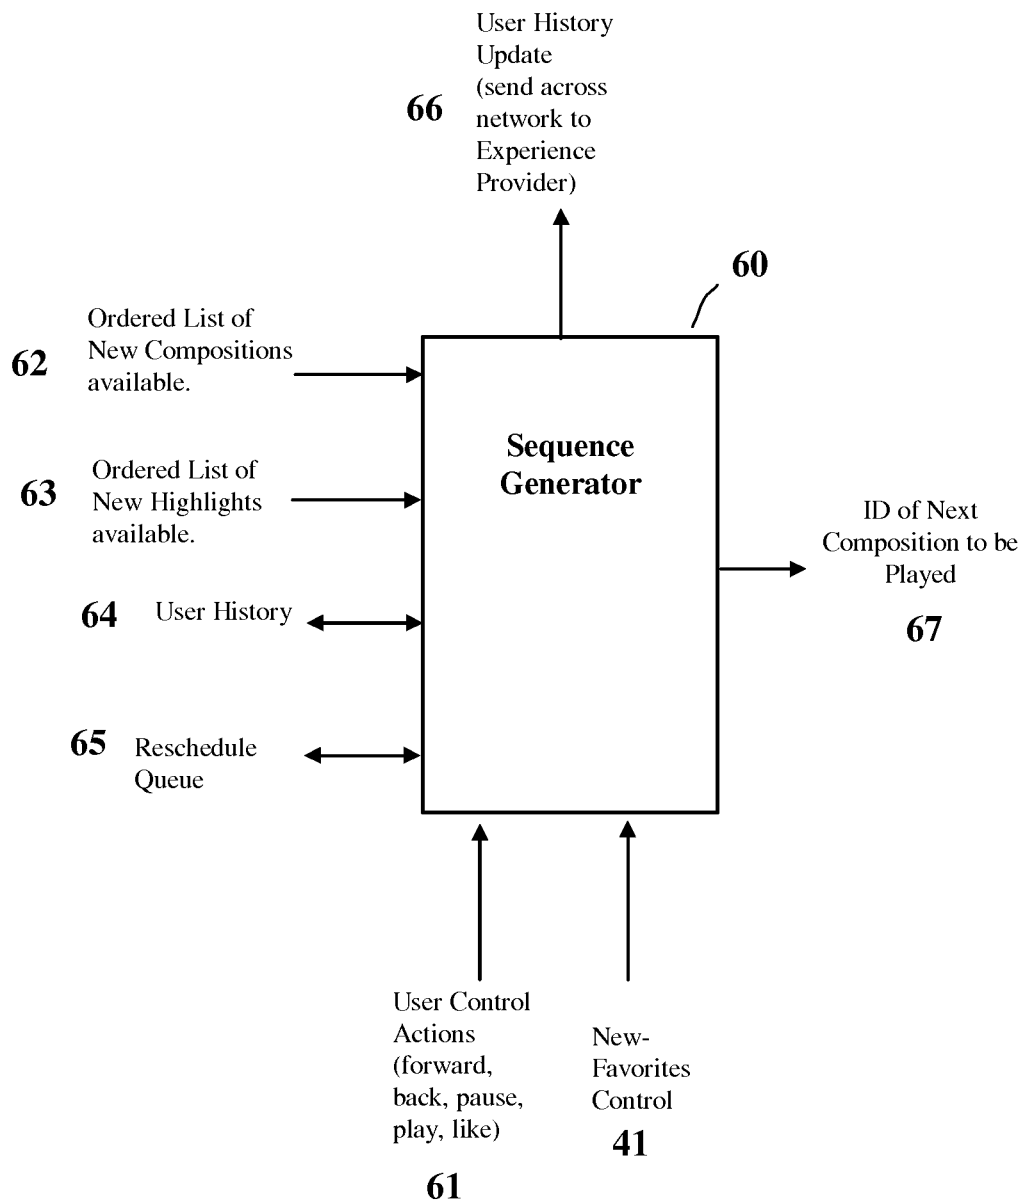 User History
Update
(send across
network to
Experience
Provider)
66
60
Ordered List of
New Compositions
available.
62
Sequence
Generator
Ordered List of
New Highlights
available.
63
ID of Next
Composition to be
Played
67
64
User History
65
Reschedule
Queue
User Control
Actions
(forward,
back, pause,
play, like)
61
New-
Favorites
Control
41